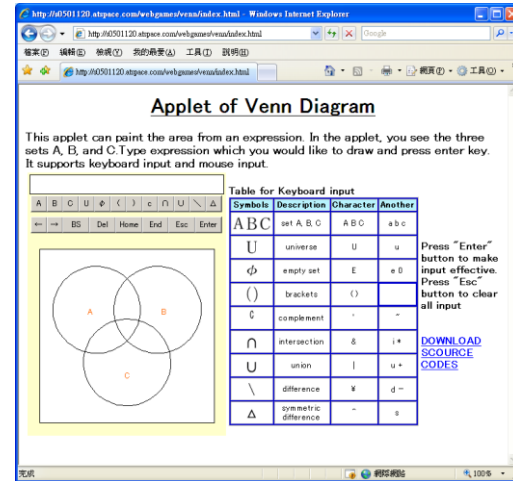 http://i0501120.atspace.com/webgames/venn/index.html - Windows Internet Explorer
http://i0501120.atspace.com/webgames/venn/index.html
Google
檔案(F) 編輯(E) 檢視(V) 我的最愛(A) 工具(T) 說明(H)
http://i0501120.atspace.com/webgames/venn/index.html
網頁(P) 工具(O)
Applet of Venn Diagram
This applet can paint the area from an expression. In the applet, you see the three
sets A, B, and C.Type expression which you would like to draw and press enter key.
It supports keyboard input and mouse input.
A B C U ϕ ( ) c ∩ ∪ \ Δ
← → BS Del Home End Esc Enter
A
B
C
Table for Keyboard input
Symbols Description Character Another
A B C set A, B, C A B C a b c
U universe U u
ϕ empty set E e 0
( ) brackets ( )
c complement ' ~
∩ intersection & i *
∪ union | u +
\ difference ¥ d -
Δ symmetric difference ^ s
Press "Enter"
button to make
input effective.
Press "Esc"
button to clear
all input
DOWNLOAD
SCOURCE
CODES
完成
網際網路
100%